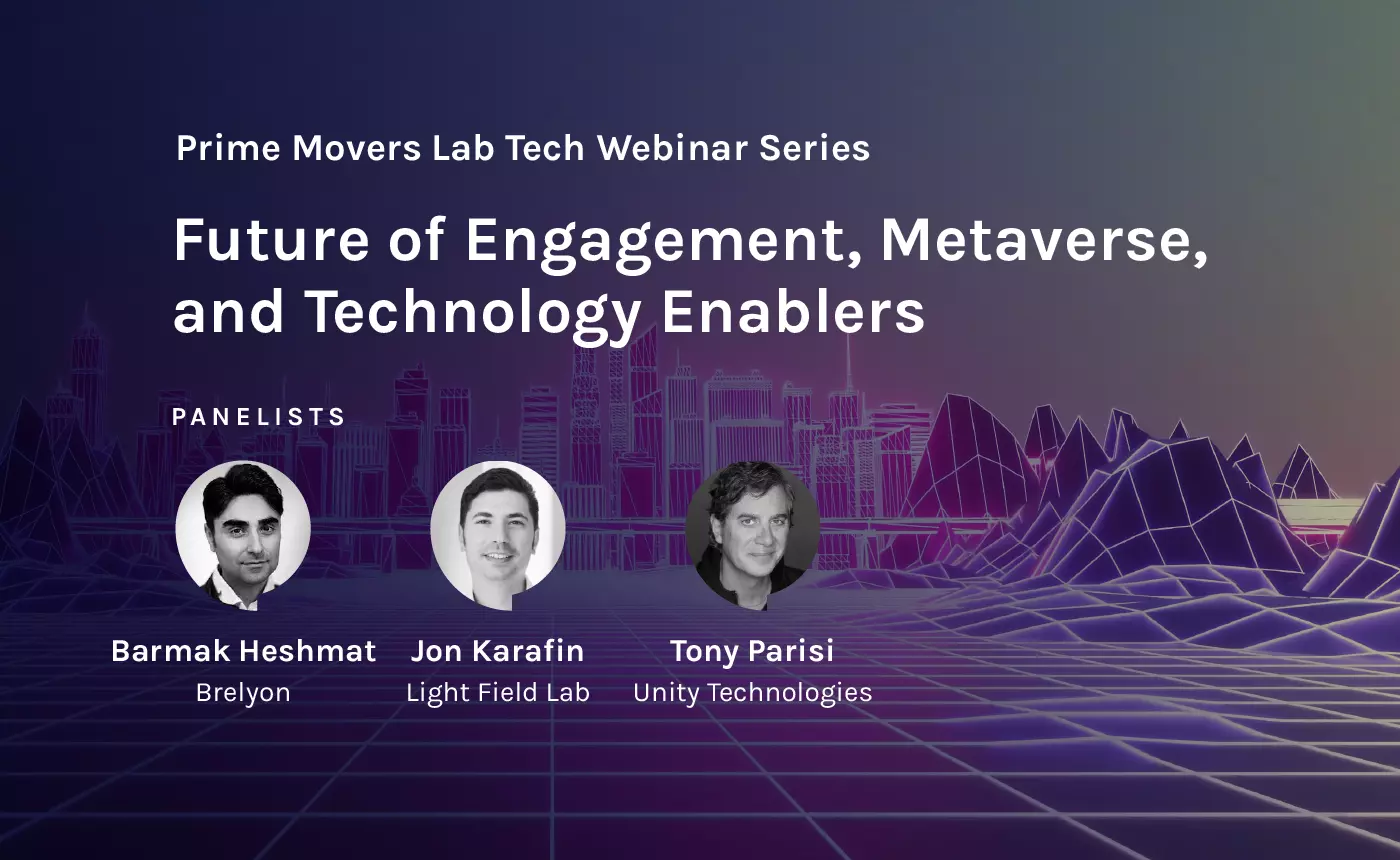 Prime Movers Lab Tech Webinar Series
Future of Engagement, Metaverse,
and Technology Enablers
PANELISTS
Barmak Heshmat
Brelyon
Jon Karafin
Light Field Lab
Tony Parisi
Unity Technologies